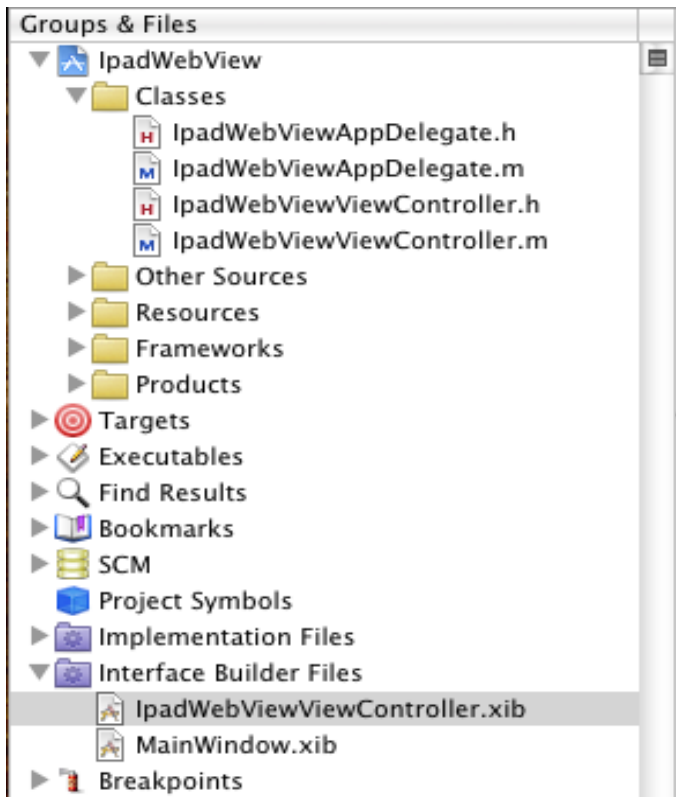 Groups & Files
IpadWebView
Classes
IpadWebViewAppDelegate.h
IpadWebViewAppDelegate.m
IpadWebViewViewController.h
IpadWebViewViewController.m
Other Sources
Resources
Frameworks
Products
Targets
Executables
Find Results
Bookmarks
SCM
Project Symbols
Implementation Files
Interface Builder Files
IpadWebViewViewController.xib
MainWindow.xib
Breakpoints